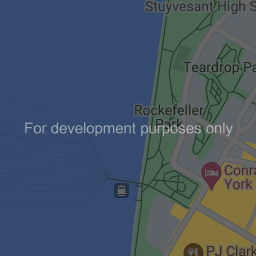 Stuyvesant High S
Teardrop Pa
Rockefeller
Park
For development purposes only
Conra
York
PJ Clark